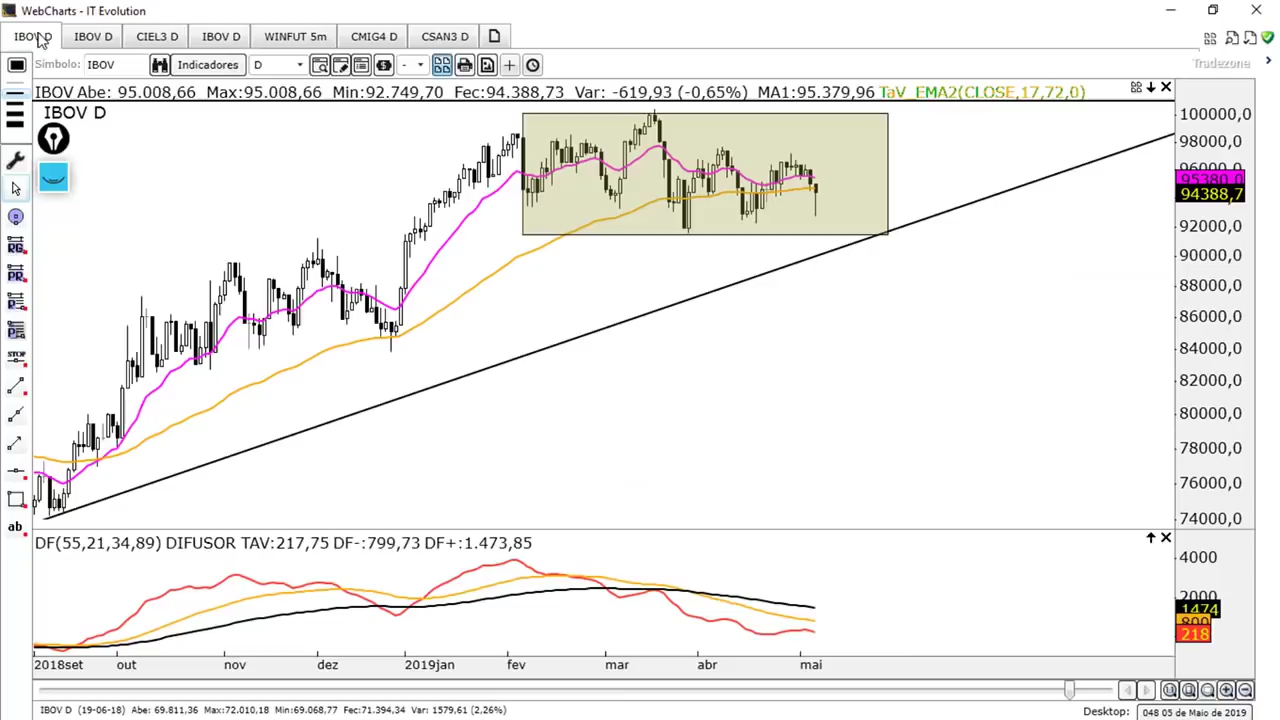 WebCharts - IT Evolution
IBOV D
IBOV D
CIEL3 D
IBOV D
WINFUT 5m
CMIG4 D
CSAN3 D
Símbolo: IBOV Indicadores D -
Tradezone
IBOV Abe: 95.008,66 Max:95.008,66 Min:92.749,70 Fec:94.388,73 Var: -619,93 (-0,65%) MA1:95.379,96 TaV_EMA2(CLOSE,17,72,0)
IBOV D
100000,0
98000,0
96000,0
95380,0
94388,7
92000,0
90000,0
88000,0
86000,0
84000,0
82000,0
80000,0
78000,0
76000,0
74000,0
RG
PR
STOP
ab
DF(55,21,34,89) DIFUSOR TAV:217,75 DF-:799,73 DF+:1.473,85
4000
2000
1474
800
218
2018set out nov dez 2019jan fev mar abr mai
IBOV D (19-06-18) Abe: 69.811,36 Max:72.010,18 Min:69.068,77 Fec:71.394,34 Var: 1579,61 (2,26%)
Desktop: 048 05 de Maio de 2019